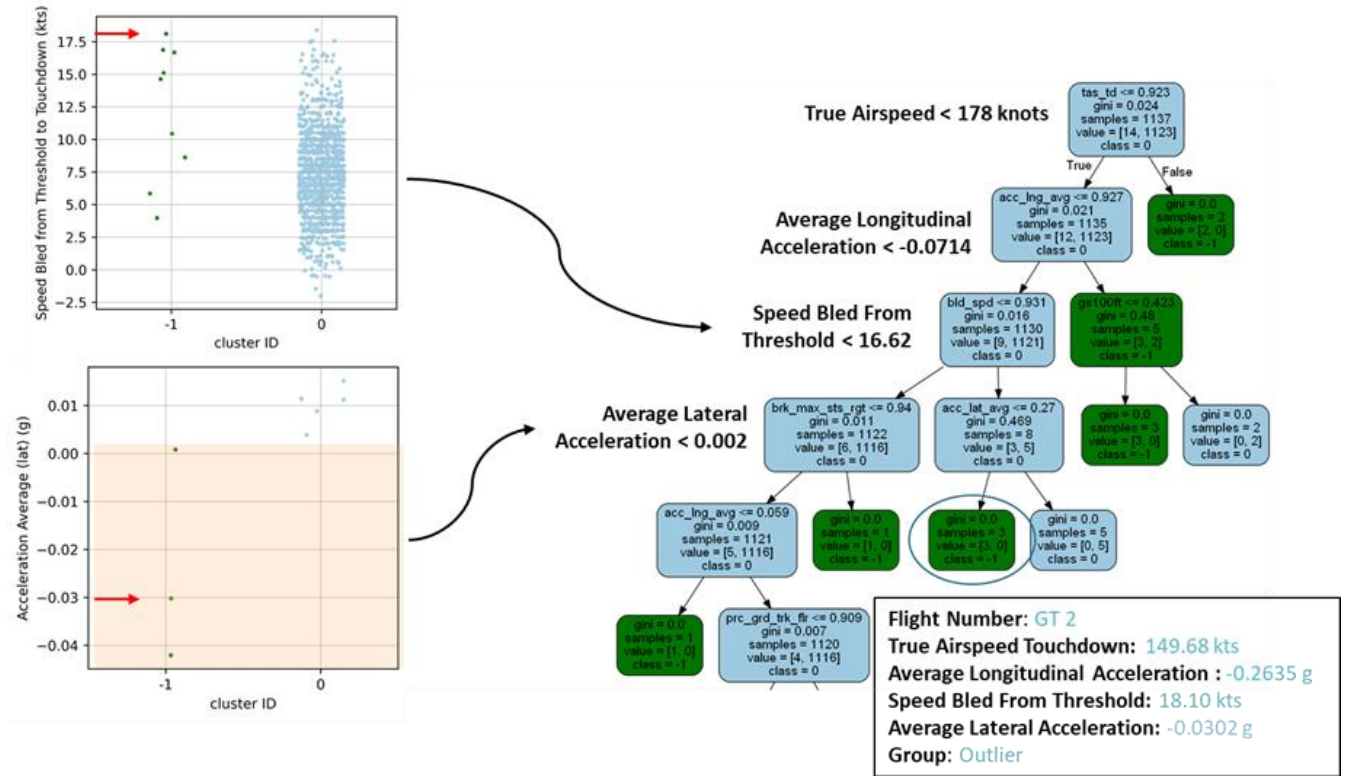 17.5
15.0
12.5
10.0
7.5
5.0
2.5
0.0
−2.5
Speed Bled from Threshold to Touchdown (kts)
-1
0
cluster ID
0.01
0.00
−0.01
−0.02
−0.03
−0.04
Acceleration Average (lat) (g)
-1
0
cluster ID
True Airspeed < 178 knots
Average Longitudinal
Acceleration < -0.0714
Speed Bled From
Threshold < 16.62
Average Lateral
Acceleration < 0.002
tas_td <= 0.923
gini = 0.024
samples = 1137
value = [14, 1123]
class = 0
True
False
acc_lng_avg <= 0.927
gini = 0.021
samples = 1135
value = [12, 1123]
class = 0
gini = 0.0
samples = 2
value = [2, 0]
class = -1
bld_spd <= 0.931
gini = 0.016
samples = 1130
value = [9, 1121]
class = 0
gs100ft <= 0.423
gini = 0.48
samples = 5
value = [3, 2]
class = -1
brk_max_sts_rgt <= 0.94
gini = 0.011
samples = 1122
value = [6, 1116]
class = 0
acc_lat_avg <= 0.27
gini = 0.469
samples = 8
value = [3, 5]
class = 0
gini = 0.0
samples = 3
value = [3, 0]
class = -1
gini = 0.0
samples = 2
value = [0, 2]
class = 0
acc_lng_avg <= 0.059
gini = 0.009
samples = 1121
value = [5, 1116]
class = 0
gini = 0.0
samples = 1
value = [1, 0]
class = -1
gini = 0.0
samples = 3
value = [3, 0]
class = -1
gini = 0.0
samples = 5
value = [0, 5]
class = 0
gini = 0.0
samples = 1
value = [1, 0]
class = -1
prc_grd_trk_flr <= 0.909
gini = 0.007
samples = 1120
value = [4, 1116]
class = 0
Flight Number: GT 2
True Airspeed Touchdown: 149.68 kts
Average Longitudinal Acceleration : -0.2635 g
Speed Bled From Threshold: 18.10 kts
Average Lateral Acceleration: -0.0302 g
Group: Outlier